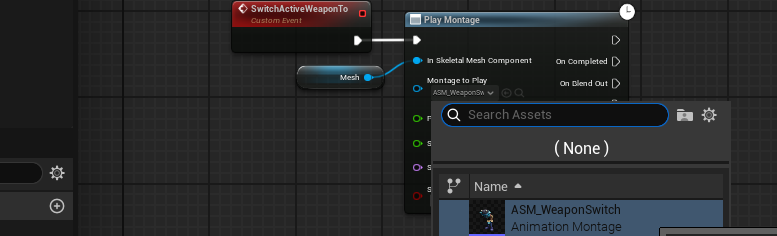 SwitchActiveWeaponTo
Custom Event
Play Montage
Mesh
In Skeletal Mesh Component
On Completed
Montage to Play
On Blend Out
ASM_WeaponSw
P
S
S
S
Search Assets
( None )
Name
ASM_WeaponSwitch
Animation Montage